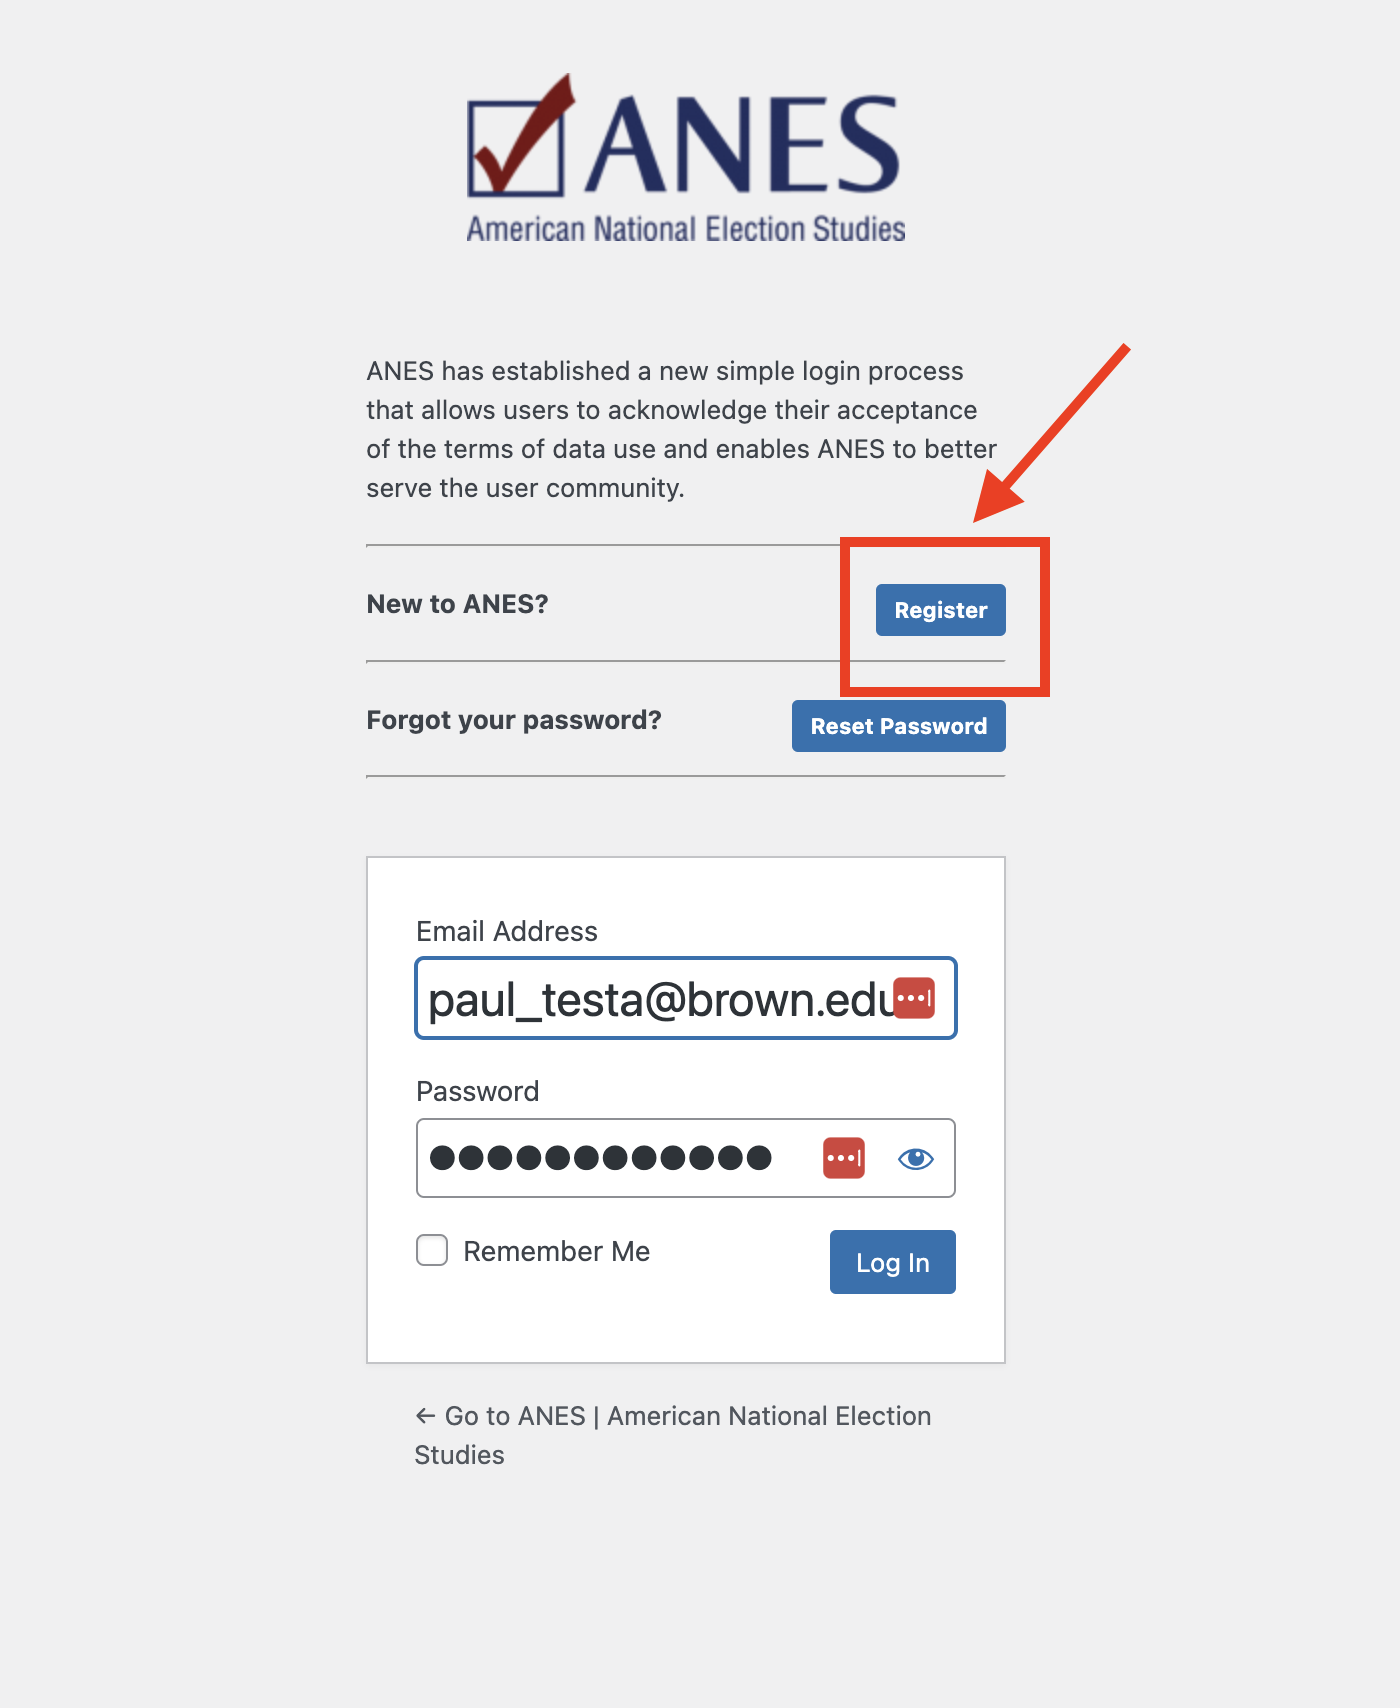 ANES
American National Election Studies
ANES has established a new simple login process
that allows users to acknowledge their acceptance
of the terms of data use and enables ANES to better
serve the user community.
New to ANES?
Register
Forgot your password?
Reset Password
Email Address
paul_testa@brown.edu
Password
Remember Me
Log In
← Go to ANES | American National Election
Studies